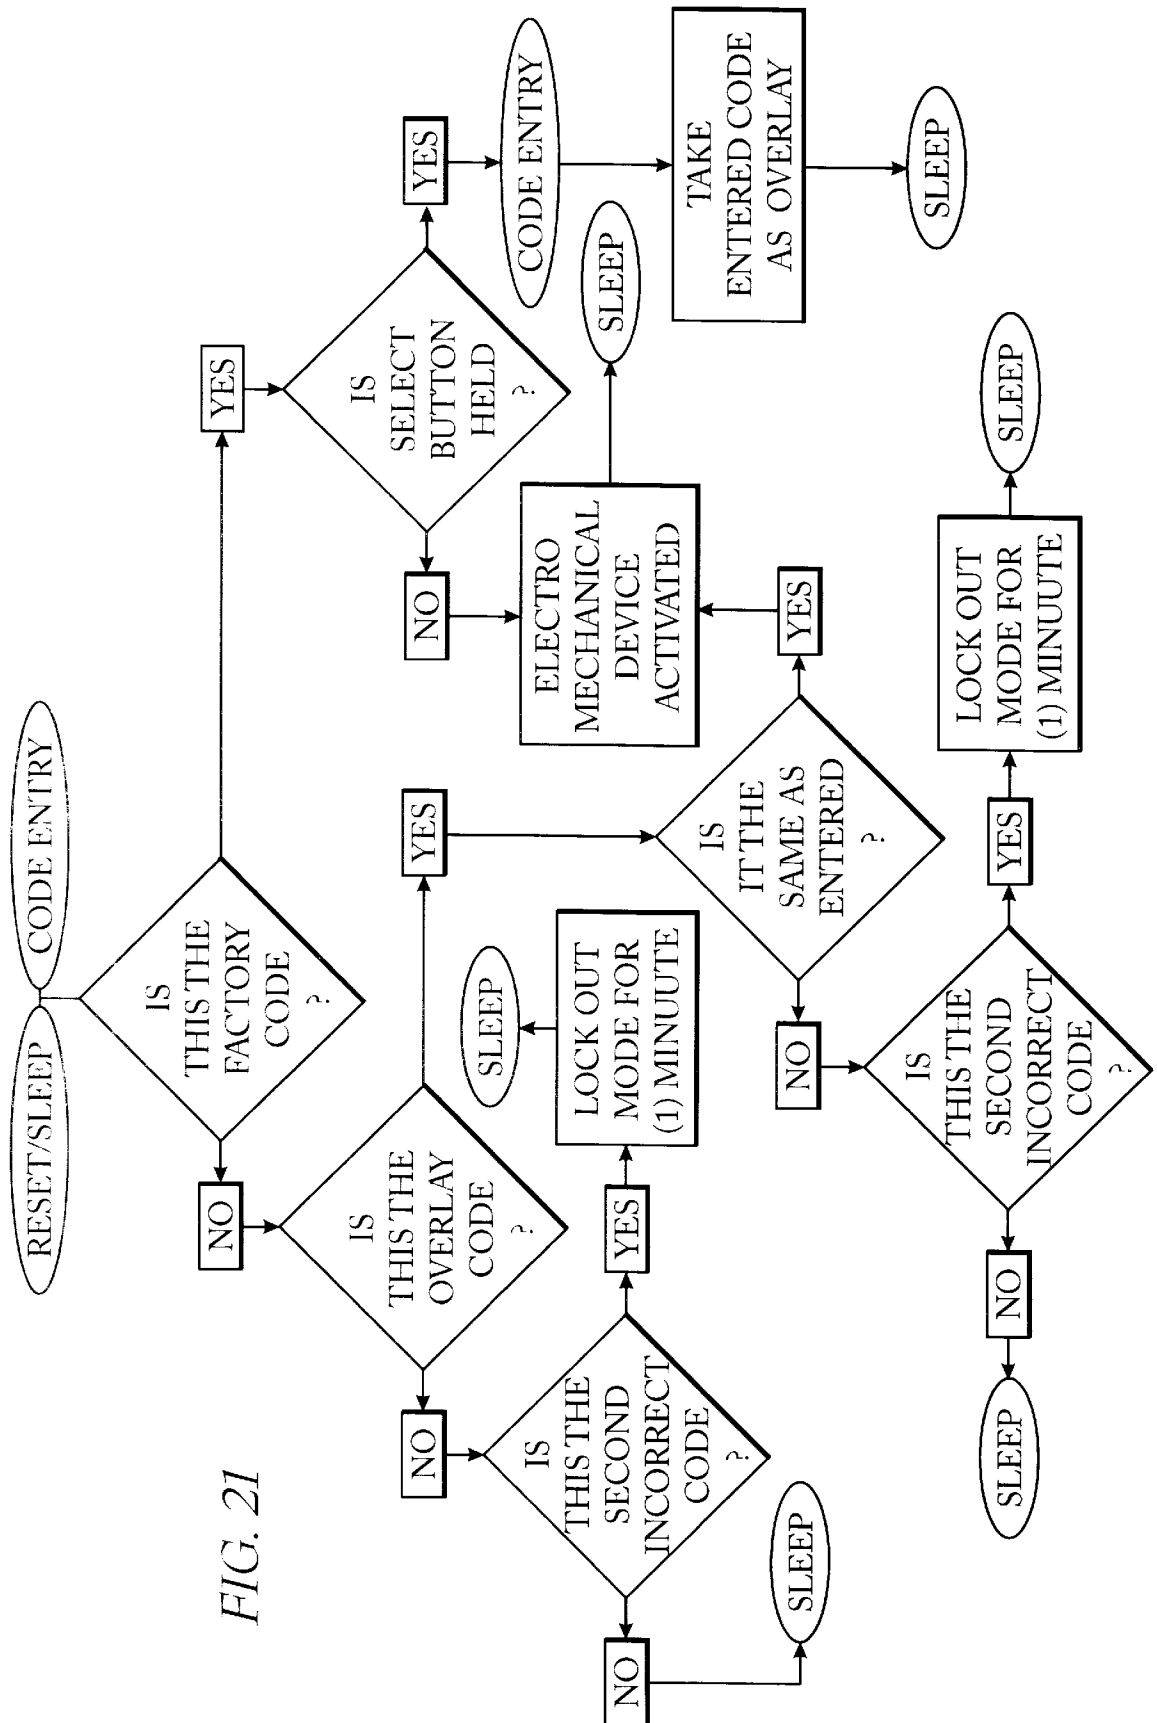 RESET/SLEEP
CODE ENTRY
IS
THIS THE
FACTORY
CODE
?
NO
YES
IS
THIS THE
OVERLAY
CODE
?
IS
SELECT
BUTTON
HELD
?
NO
YES
NO
YES
IS
THIS THE
SECOND
INCORRECT
CODE
?
SLEEP
CODE ENTRY
ELECTRO
MECHANICAL
DEVICE
ACTIVATED
SLEEP
NO
YES
LOCK OUT
MODE FOR
(1) MINUUTE
TAKE
ENTERED CODE
AS OVERLAY
IS
IT THE
SAME AS
ENTERED
?
SLEEP
NO
YES
SLEEP
IS
THIS THE
SECOND
INCORRECT
CODE
?
SLEEP
NO
YES
LOCK OUT
MODE FOR
(1) MINUUTE
SLEEP
FIG. 21